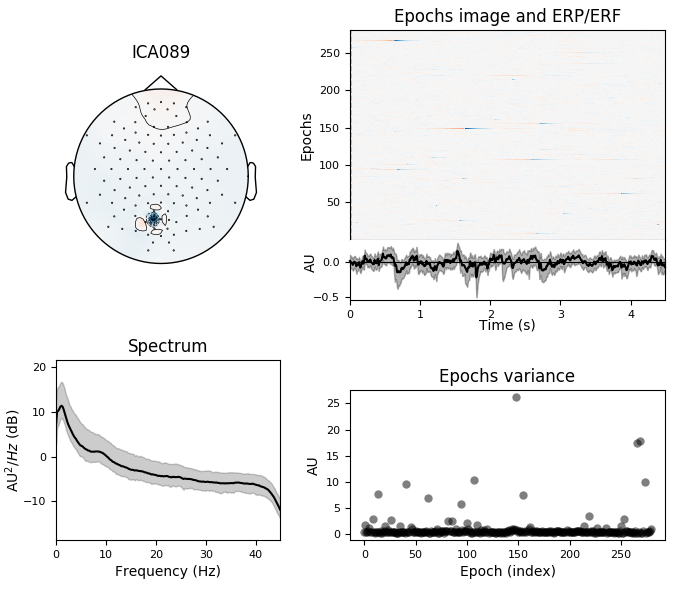 ICA089
Epochs image and ERP/ERF
Epochs
250
200
150
100
50
AU
0.0
−0.5
0 1 2 3 4
Time (s)
Spectrum
AU²/Hz (dB)
20
10
0
−10
0 10 20 30 40
Frequency (Hz)
Epochs variance
AU
25
20
15
10
5
0
0 50 100 150 200 250
Epoch (index)